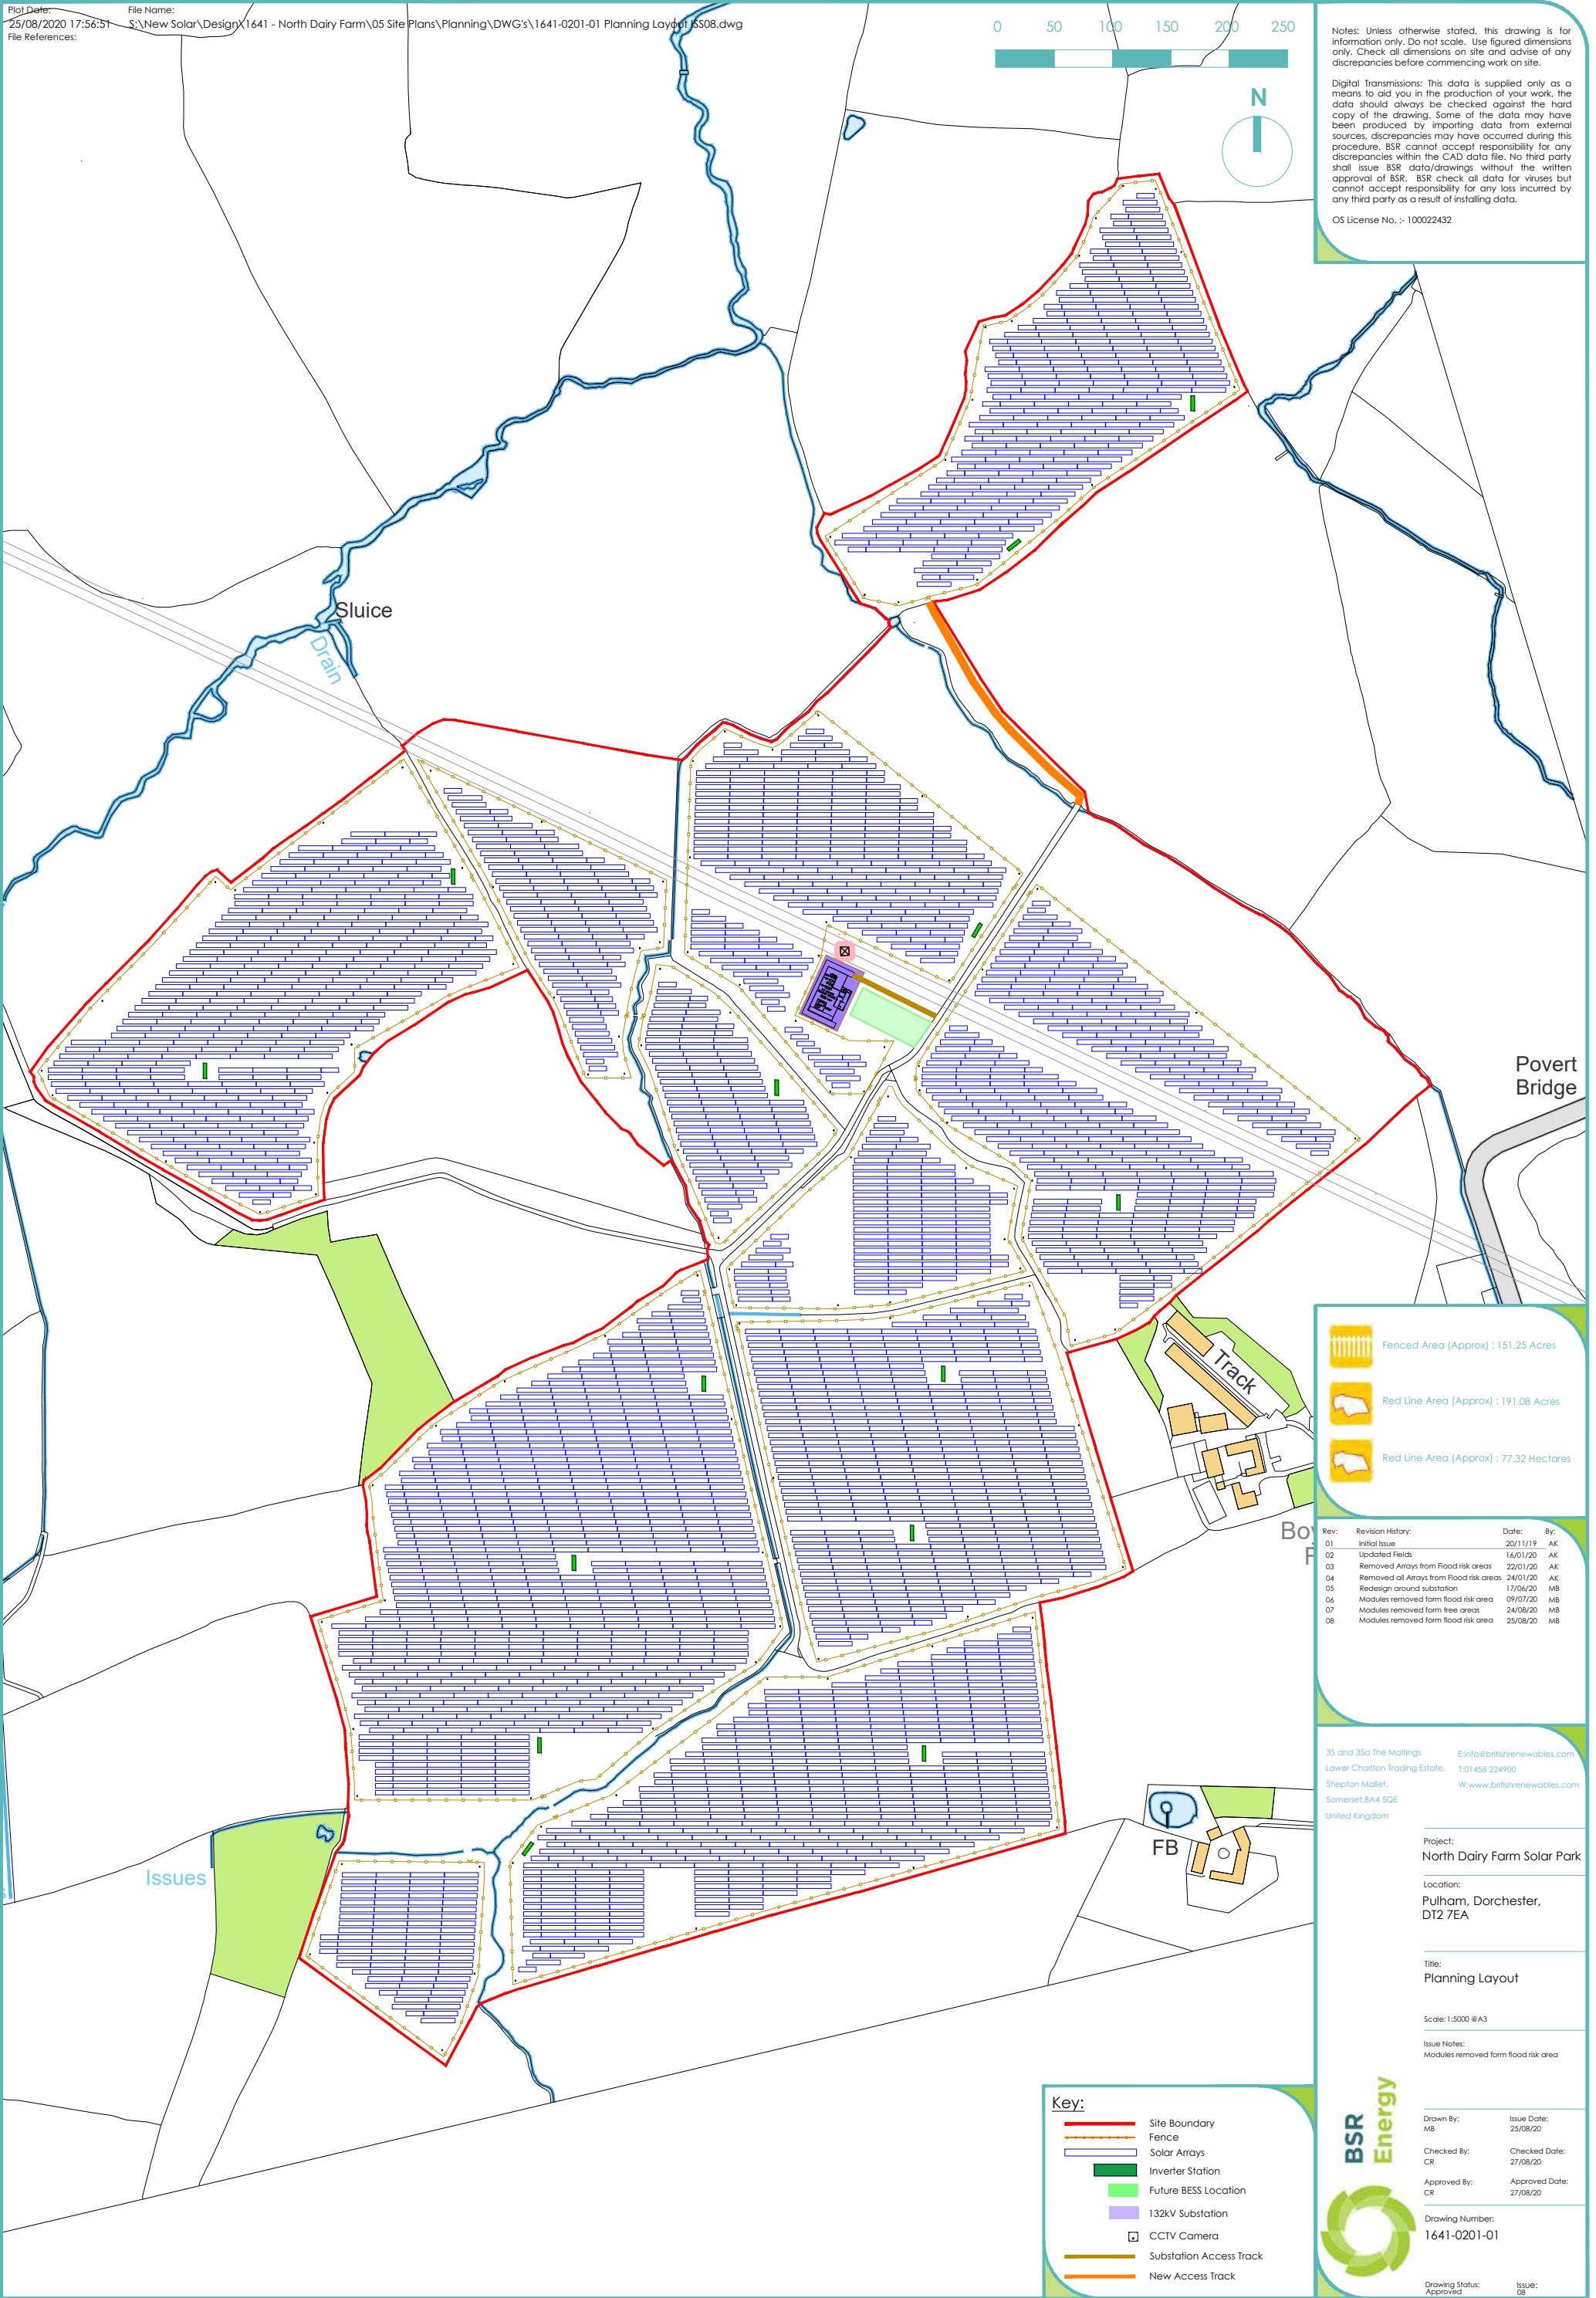 Plot Date: File Name:
25/08/2020 17:56:51 S:\New Solar\Design\1641 - North Dairy Farm\05 Site Plans\Planning\DWG's\1641-0201-01 Planning Layout ISS08.dwg
File References:
0 50 100 150 200 250
N
Notes: Unless otherwise stated, this drawing is for
information only. Do not scale. Use figured dimensions
only. Check all dimensions on site and advise of any
discrepancies before commencing work on site.
Digital Transmissions: This data is supplied only as a
means to aid you in the production of your work, the
data should always be checked against the hard
copy of the drawing. Some of the data may have
been produced by importing data from external
sources, discrepancies may have occurred during this
procedure. BSR cannot accept responsibility for any
discrepancies within the CAD data file. No third party
shall issue BSR data/drawings without the written
approval of BSR. BSR check all data for viruses but
cannot accept responsibility for any loss incurred by
any third party as a result of installing data.
OS License No. :- 100022432
Sluice
Drain
Povert
Bridge
Track
Boy
F
FB
Issues
Fenced Area (Approx) : 151.25 Acres
Red Line Area (Approx) : 191.08 Acres
Red Line Area (Approx) : 77.32 Hectares
Rev: Revision History: Date: By:
01 Initial Issue 20/11/19 AK
02 Updated Fields 16/01/20 AK
03 Removed Arrays from Flood risk areas 22/01/20 AK
04 Removed all Arrays from Flood risk areas 24/01/20 AK
05 Redesign around substation 17/06/20 MB
06 Modules removed form flood risk area 09/07/20 MB
07 Modules removed form tree areas 24/08/20 MB
08 Modules removed form flood risk area 25/08/20 MB
35 and 35a The Maltings E:info@britishrenewables.com
Lower Charlton Trading Estate, T:01458 224900
Shepton Mallet, W:www.britishrenewables.com
Somerset,BA4 5QE
United Kingdom
Project:
North Dairy Farm Solar Park
Location:
Pulham, Dorchester,
DT2 7EA
Title:
Planning Layout
Scale: 1:5000 @A3
Issue Notes:
Modules removed form flood risk area
BSR
Energy
Drawn By: Issue Date:
MB 25/08/20
Checked By: Checked Date:
CR 27/08/20
Approved By: Approved Date:
CR 27/08/20
Drawing Number:
1641-0201-01
Drawing Status: Issue:
Approved 08
Key:
Site Boundary
Fence
Solar Arrays
Inverter Station
Future BESS Location
132kV Substation
CCTV Camera
Substation Access Track
New Access Track